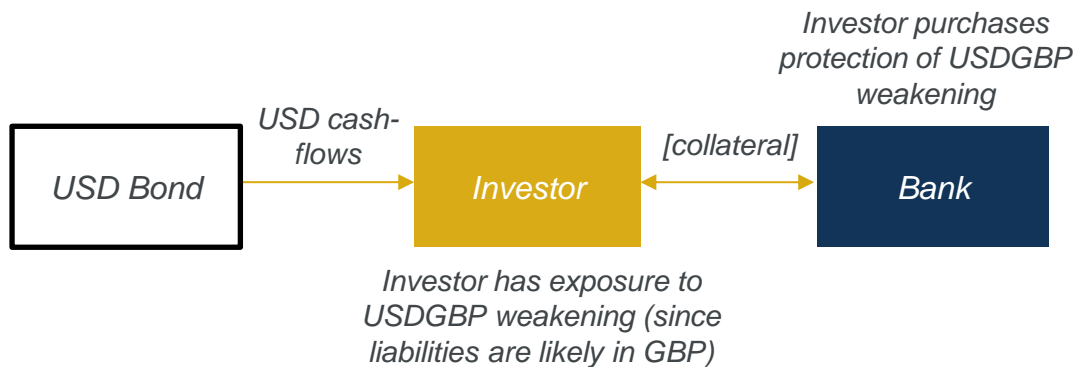 Investor purchases
protection of USDGBP
weakening
USD cash-
flows
[collateral]
USD Bond
Investor
Bank
Investor has exposure to
USDGBP weakening (since
liabilities are likely in GBP)